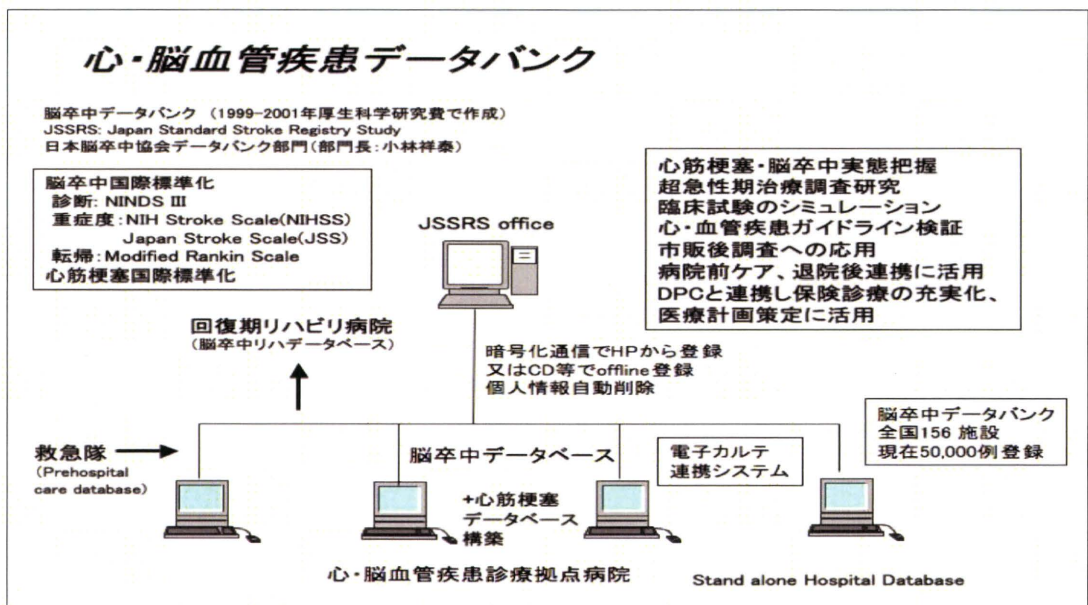 心・脳血管疾患データバンク
脳卒中データバンク (1999-2001年厚生科学研究費で作成)
JSSRS: Japan Standard Stroke Registry Study
日本脳卒中協会データバンク部門(部門長:小林祥泰)
脳卒中国際標準化
診断: NINDS III
重症度:NIH Stroke Scale(NIHSS)
Japan Stroke Scale(JSS)
転帰: Modified Rankin Scale
心筋梗塞国際標準化
JSSRS office
心筋梗塞・脳卒中実態把握
超急性期治療調査研究
臨床試験のシミュレーション
心・血管疾患ガイドライン検証
市販後調査への応用
病院前ケア、退院後連携に活用
DPCと連携し保険診療の充実化、
医療計画策定に活用
回復期リハビリ病院
(脳卒中リハデータベース)
暗号化通信でHPから登録
又はCD等でoffline登録
個人情報自動削除
救急隊
(Prehospital
care database)
脳卒中データベース
+心筋梗塞
データベース
構築
電子カルテ
連携システム
脳卒中データバンク
全国156 施設
現在50,000例登録
心・脳血管疾患診療拠点病院
Stand alone Hospital Database